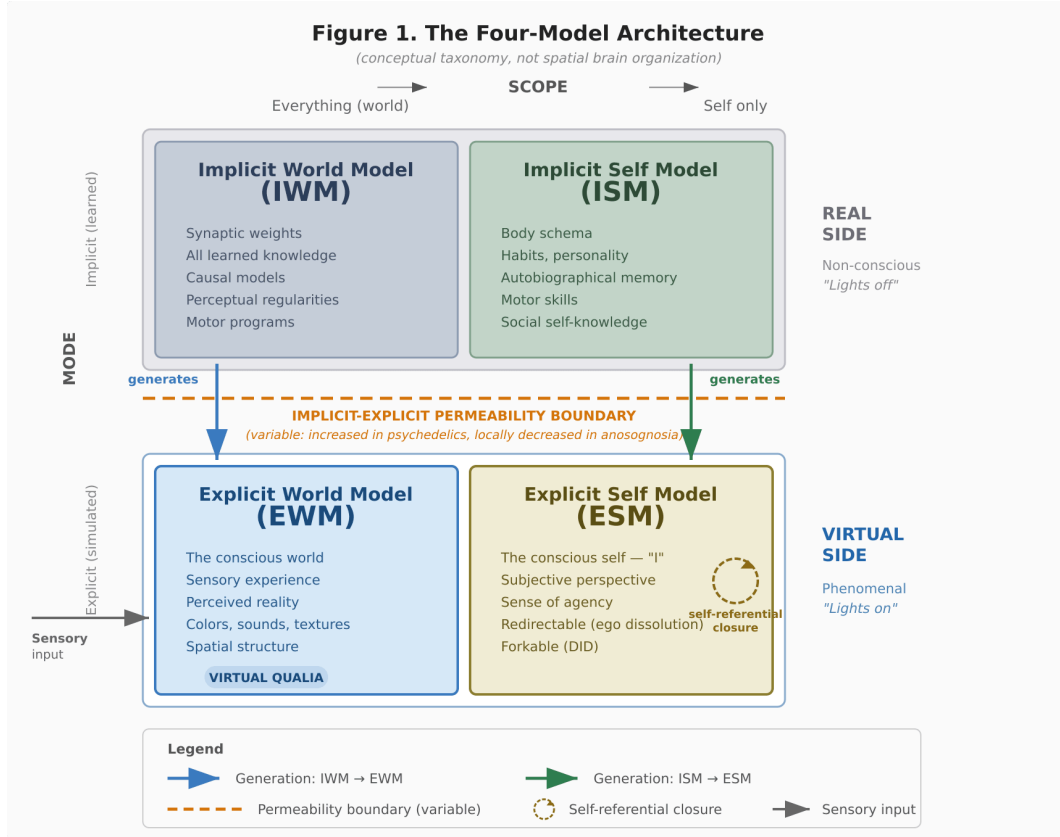 Figure 1. The Four-Model Architecture
(conceptual taxonomy, not spatial brain organization)
SCOPE
Everything (world)
Self only
MODE
Implicit (learned)
Implicit World Model
(IWM)
Synaptic weights
All learned knowledge
Causal models
Perceptual regularities
Motor programs
Implicit Self Model
(ISM)
Body schema
Habits, personality
Autobiographical memory
Motor skills
Social self-knowledge
REAL
SIDE
Non-conscious
"Lights off"
generates
generates
IMPLICIT-EXPLICIT PERMEABILITY BOUNDARY
(variable: increased in psychedelics, locally decreased in anosognosia)
Explicit (simulated)
Explicit World Model
(EWM)
The conscious world
Sensory experience
Perceived reality
Colors, sounds, textures
Spatial structure
VIRTUAL QUALIA
Explicit Self Model
(ESM)
The conscious self — "I"
Subjective perspective
Sense of agency
Redirectable (ego dissolution)
Forkable (DID)
self-referential
closure
VIRTUAL
SIDE
Phenomenal
"Lights on"
Sensory
input
Legend
Generation: IWM → EWM
Generation: ISM → ESM
Permeability boundary (variable)
Self-referential closure
Sensory input